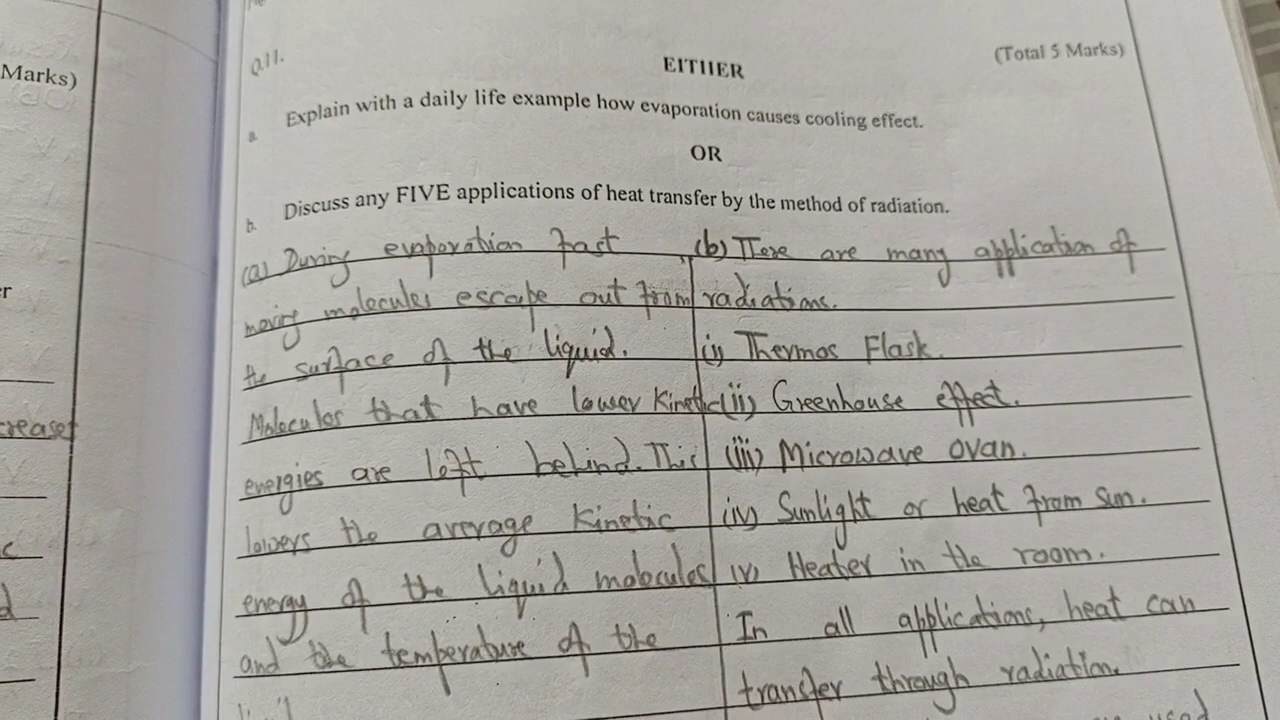 Marks)
Q11.
EITHER
(Total 5 Marks)
a. Explain with a daily life example how evaporation causes cooling effect.
OR
b. Discuss any FIVE applications of heat transfer by the method of radiation.
(a) During evaporation fast
moving molecules escape out from
the surface of the liquid.
Molecules that have lower Kinetic
energies are left behind. This
lowers the average Kinetic
energy of the liquid molecules
and the temperature of the
(b) There are many application of
radiations.
(i) Thermos Flask.
(ii) Greenhouse effect.
(iii) Microwave ovan.
(iv) Sunlight or heat from sun.
(v) Heater in the room.
In all applications, heat can
transfer through radiation.
used